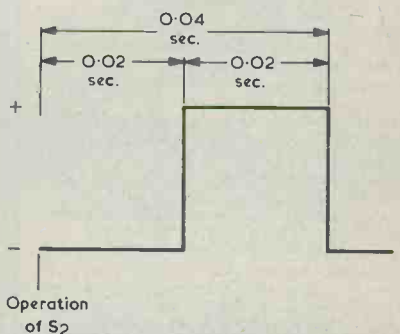 0·04
sec.
0·02
sec.
0·02
sec.
+
−
Operation
of S2